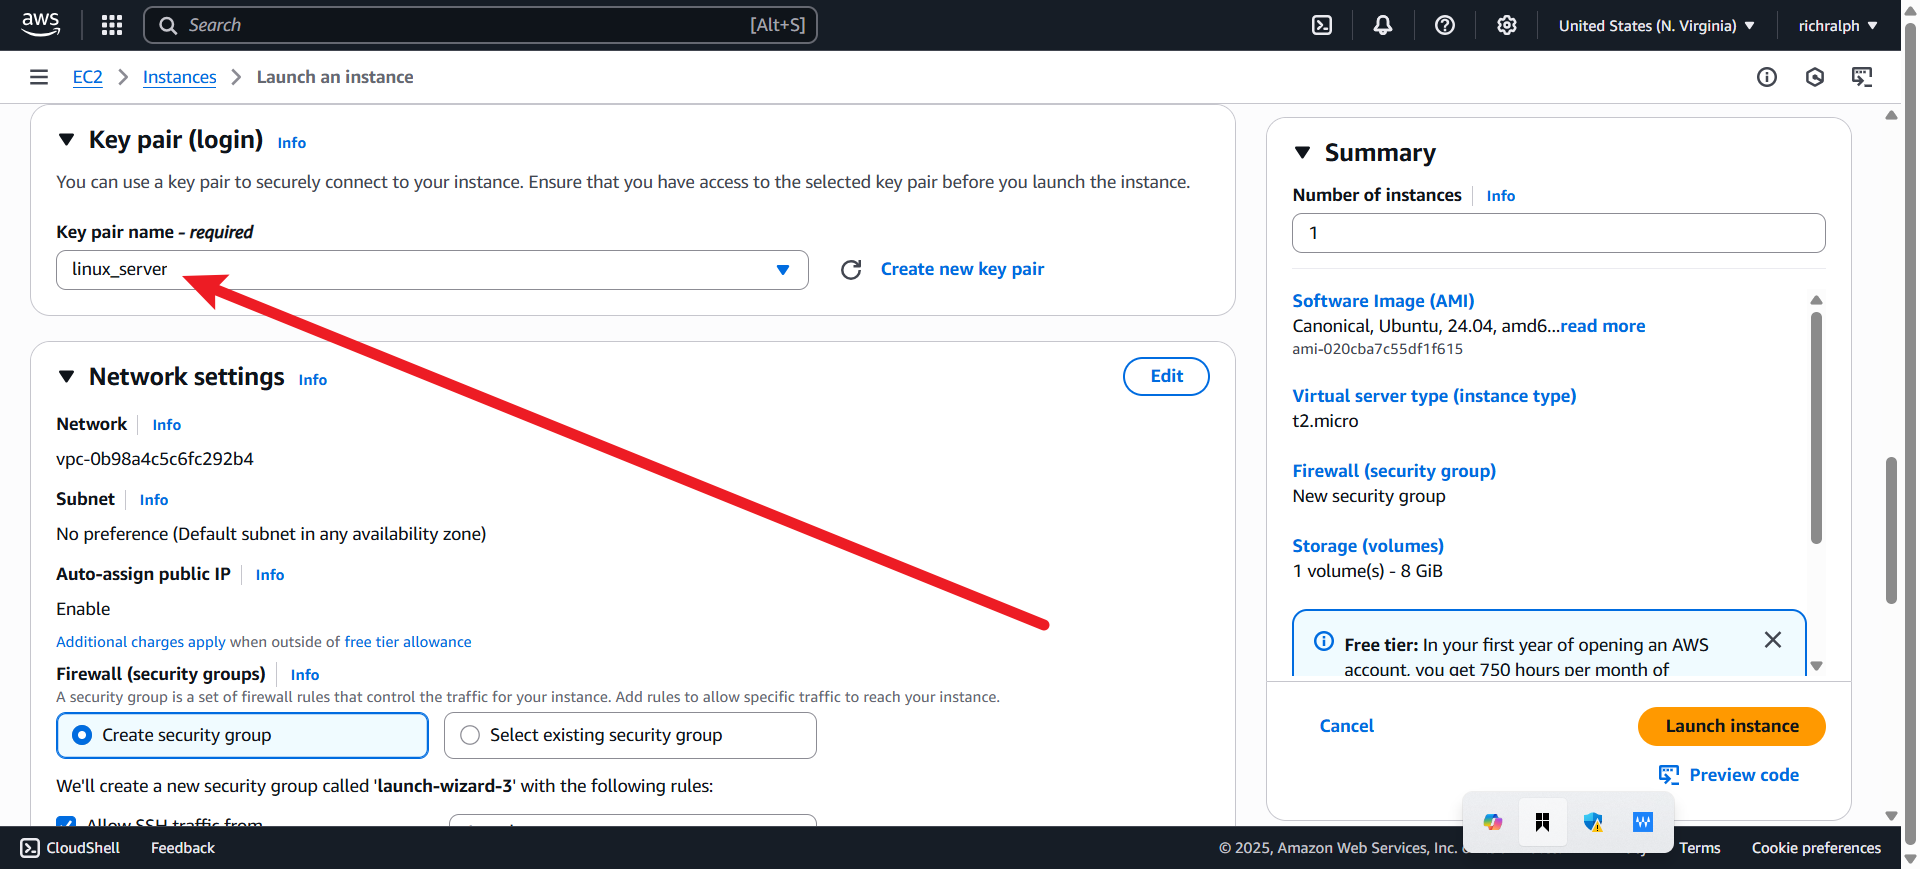 aws
Search
[Alt+S]
United States (N. Virginia)
richralph
EC2
Instances
Launch an instance
Key pair (login)
Info
You can use a key pair to securely connect to your instance. Ensure that you have access to the selected key pair before you launch the instance.
Key pair name - required
linux_server
Create new key pair
Network settings
Info
Edit
Network
Info
vpc-0b98a4c5c6fc292b4
Subnet
Info
No preference (Default subnet in any availability zone)
Auto-assign public IP
Info
Enable
Additional charges apply when outside of free tier allowance
Firewall (security groups)
Info
A security group is a set of firewall rules that control the traffic for your instance. Add rules to allow specific traffic to reach your instance.
Create security group
Select existing security group
We'll create a new security group called 'launch-wizard-3' with the following rules:
Allow SSH traffic from
Summary
Number of instances
Info
1
Software Image (AMI)
Canonical, Ubuntu, 24.04, amd6...read more
ami-020cba7c55df1f615
Virtual server type (instance type)
t2.micro
Firewall (security group)
New security group
Storage (volumes)
1 volume(s) - 8 GiB
Free tier: In your first year of opening an AWS
account, you get 750 hours per month of
Cancel
Launch instance
Preview code
CloudShell
Feedback
© 2025, Amazon Web Services, Inc.
Terms
Cookie preferences